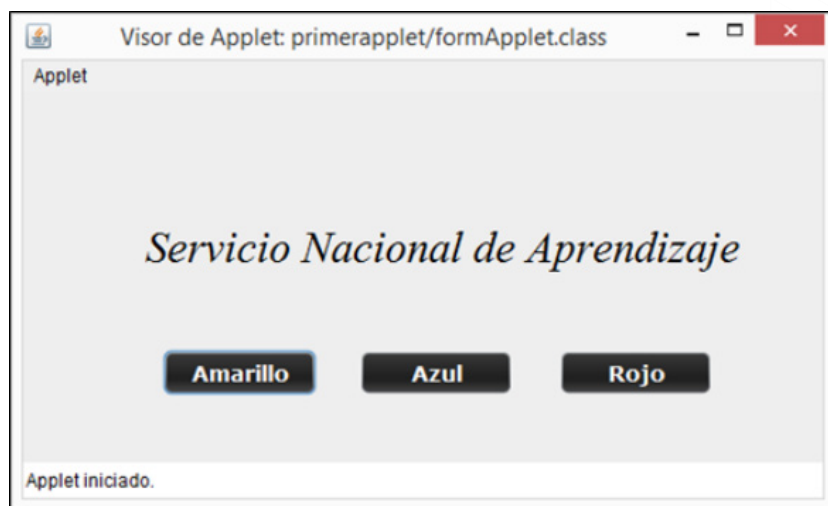 Visor de Applet: primerapplet/formApplet.class
Applet
Servicio Nacional de Aprendizaje
Amarillo Azul Rojo
Applet iniciado.